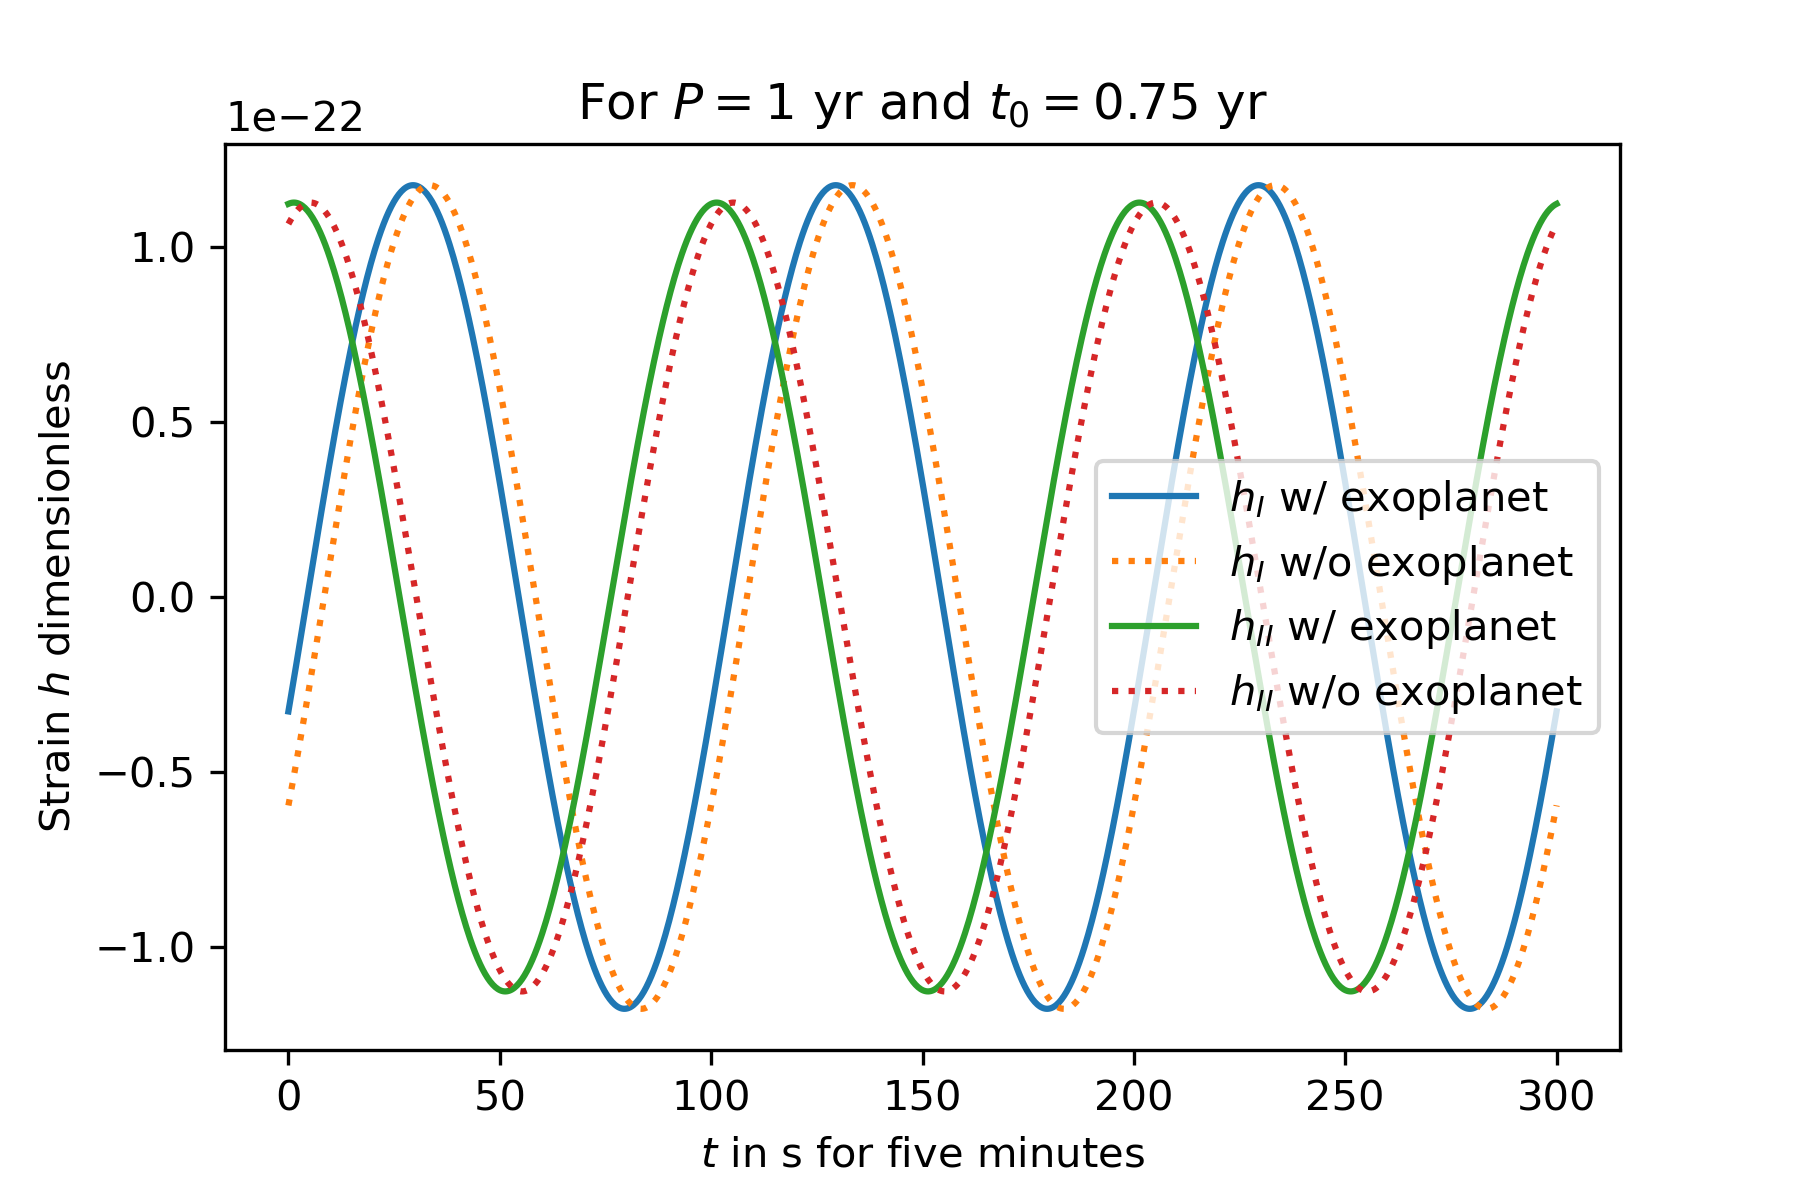 For P = 1 yr and t₀ = 0.75 yr
1e−22
Strain h dimensionless
1.0
0.5
0.0
−0.5
−1.0
h_I w/ exoplanet
h_I w/o exoplanet
h_II w/ exoplanet
h_II w/o exoplanet
0 50 100 150 200 250 300
t in s for five minutes